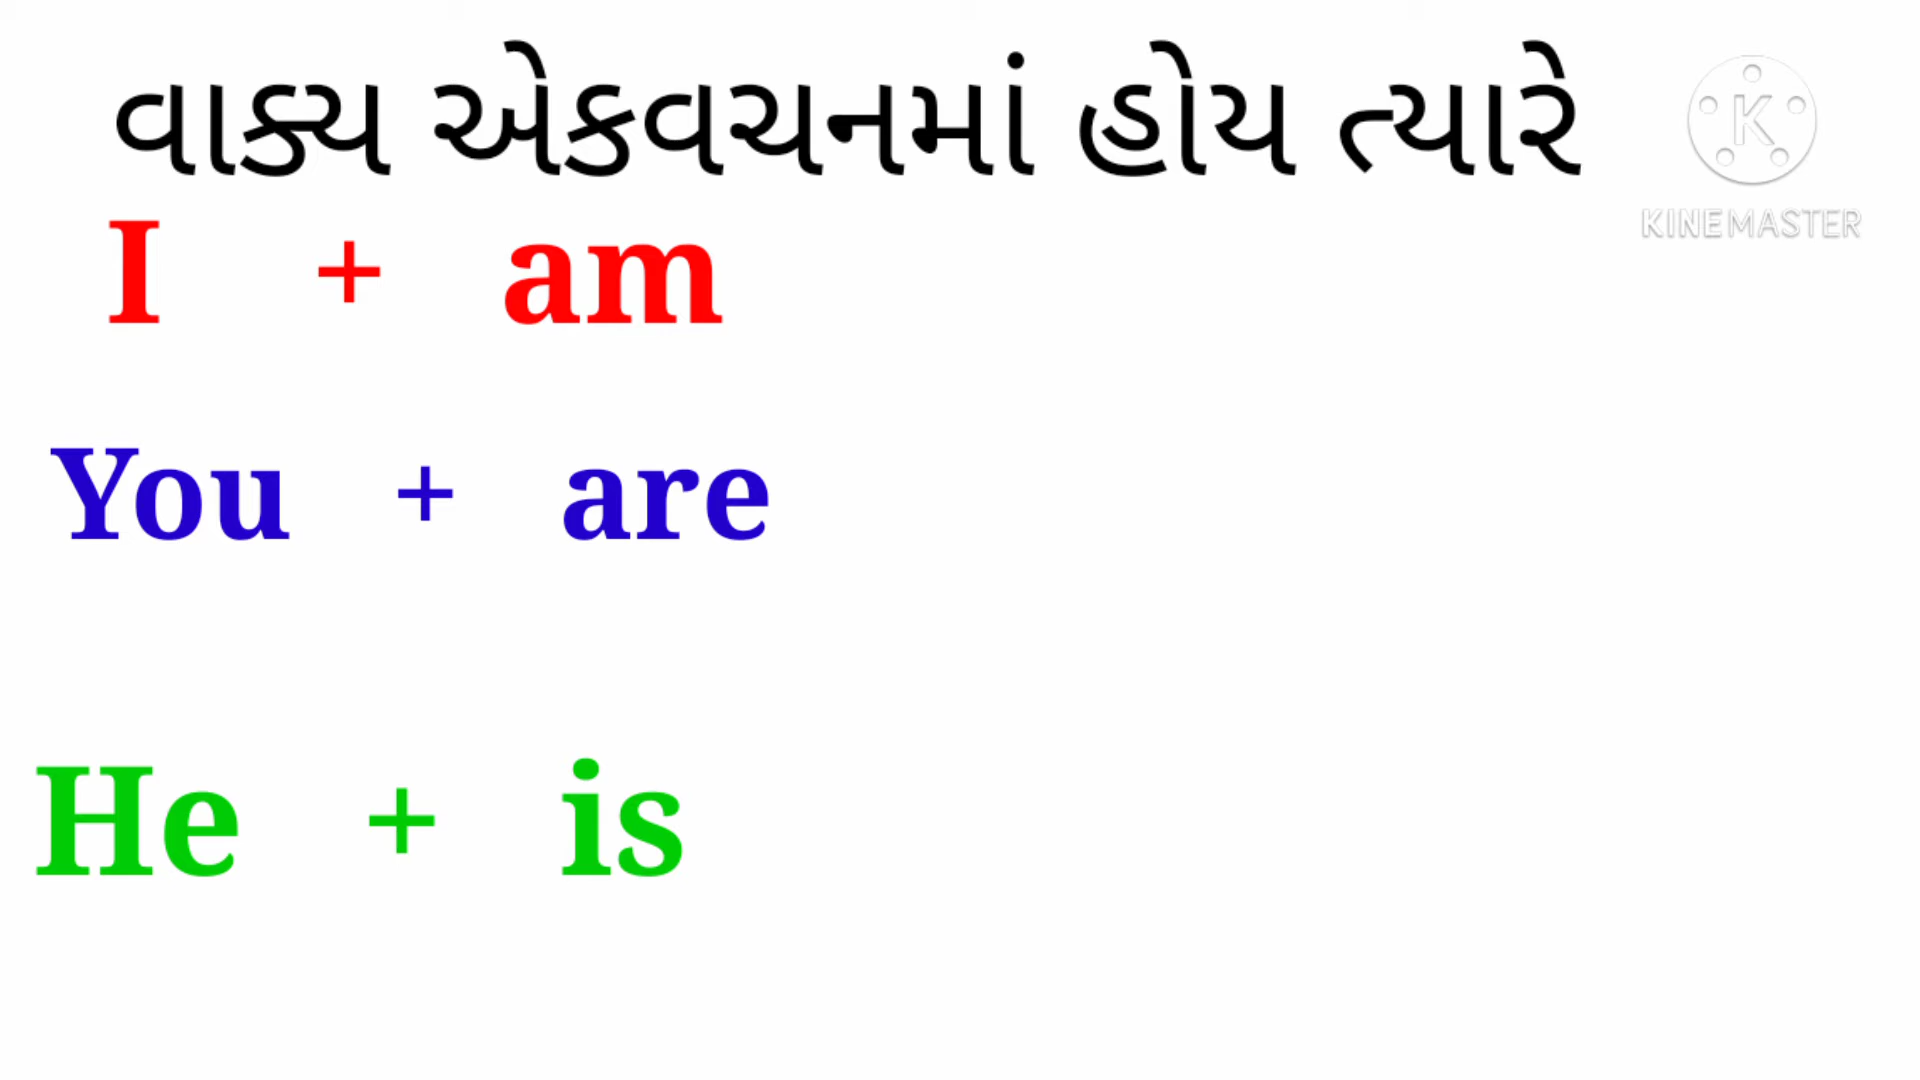 વાક્ય એકવચનમાં હોય ત્યારે
K
KINEMASTER
I + am
You + are
He + is